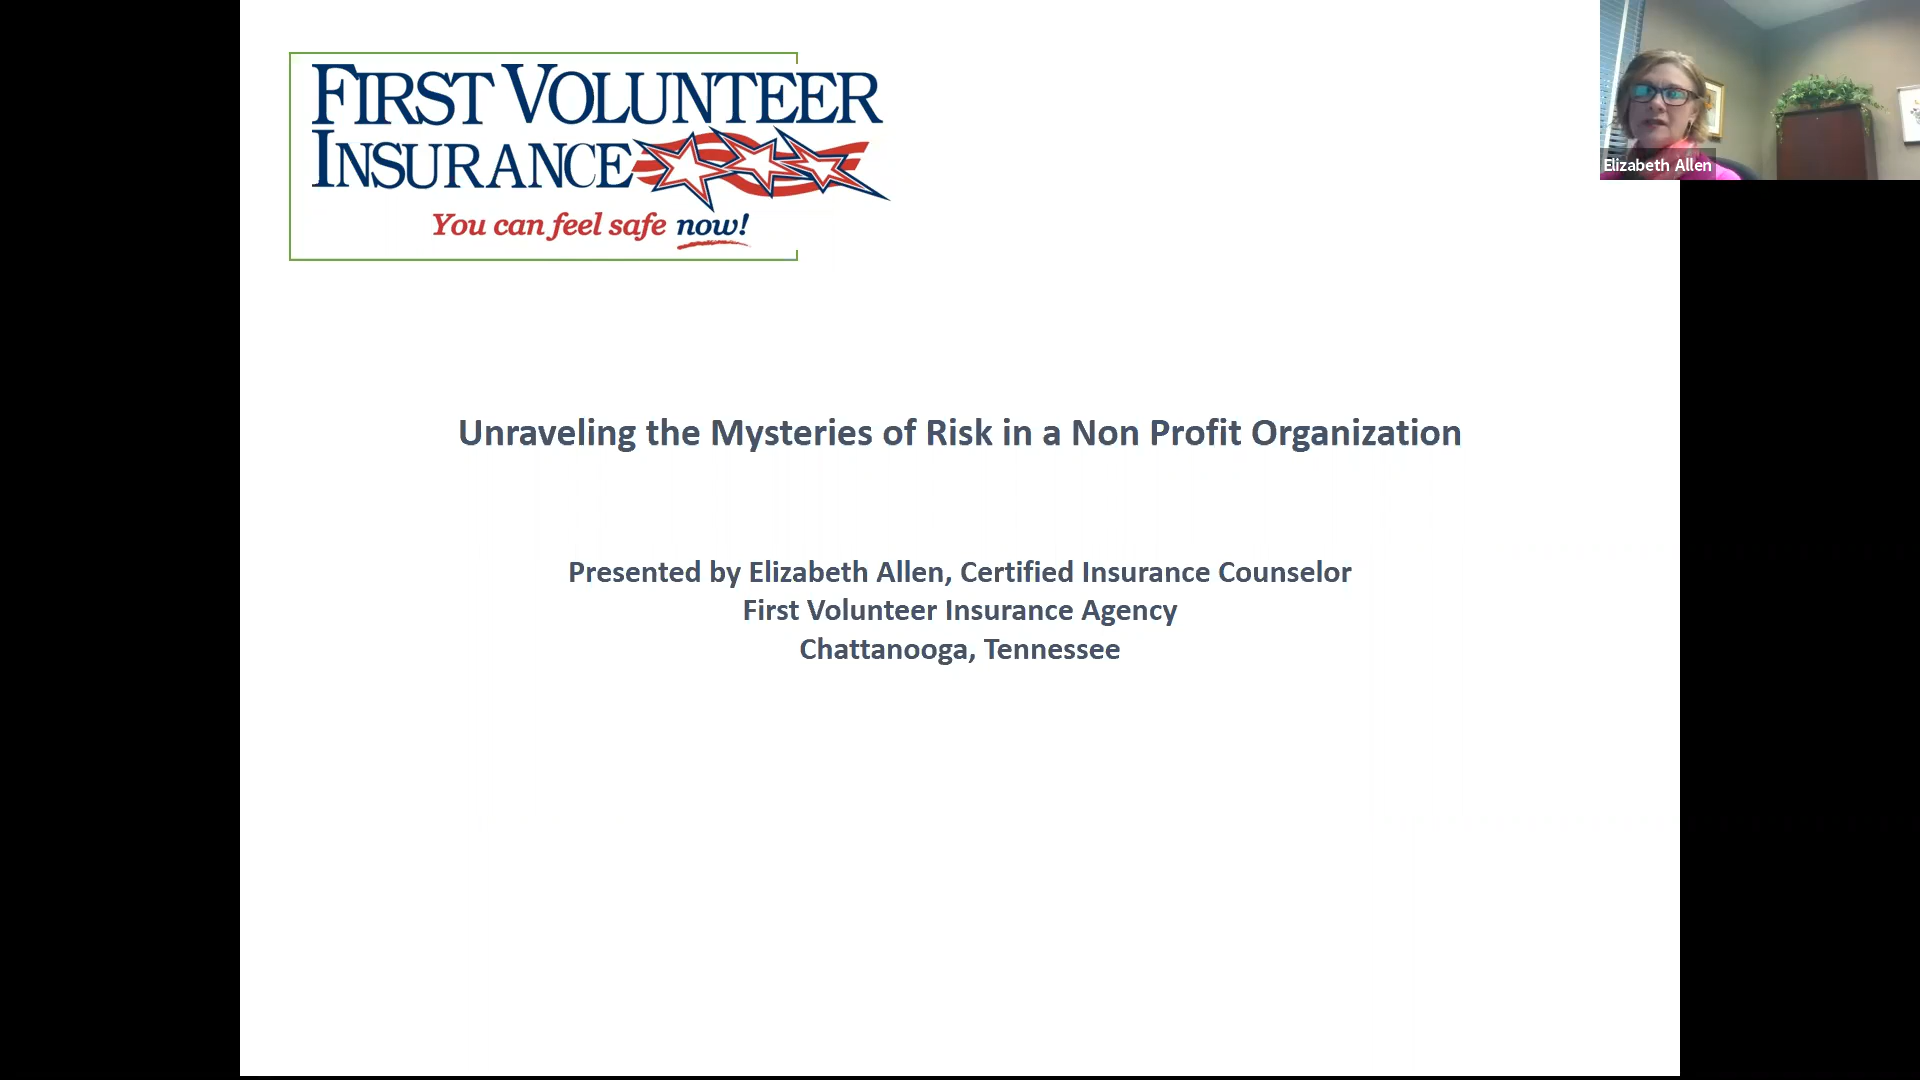 FIRST VOLUNTEER
INSURANCE
You can feel safe now!
Elizabeth Allen
Unraveling the Mysteries of Risk in a Non Profit Organization
Presented by Elizabeth Allen, Certified Insurance Counselor
First Volunteer Insurance Agency
Chattanooga, Tennessee